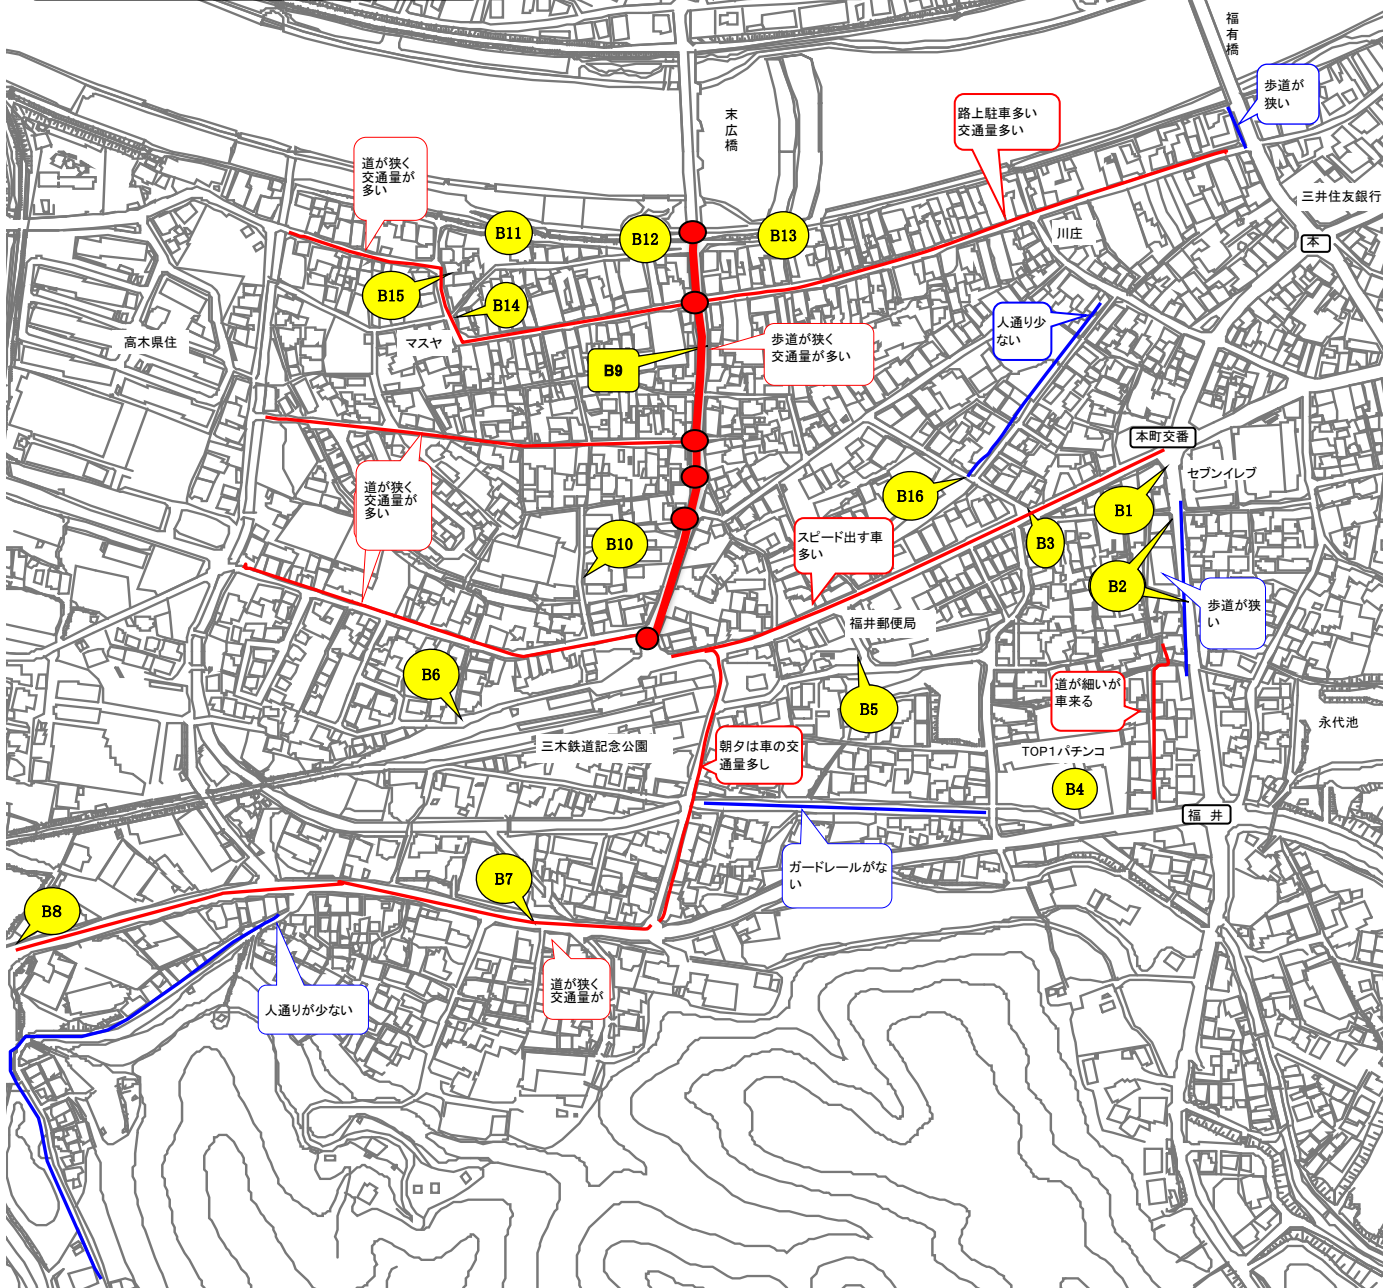 福有橋
歩道が
狭い
末広橋
路上駐車多い
交通量多い
道が狭く
交通量が
多い
三井住友銀行
本
川庄
B11
B12
B13
B15
B14
高木県住
マスヤ
人通り少
ない
歩道が狭く
交通量が多い
B9
本町交番
セブンイレブ
道が狭く
交通量が
多い
B16
B1
B10
スピード出す車
多い
B3
B2
歩道が狭
い
福井郵便局
B6
道が細いが
車来る
B5
永代池
三木鉄道記念公園
朝夕は車の交
通量多し
TOP1パチンコ
B4
福 井
ガードレールがな
い
B7
B8
道が狭く
交通量が
人通りが少ない